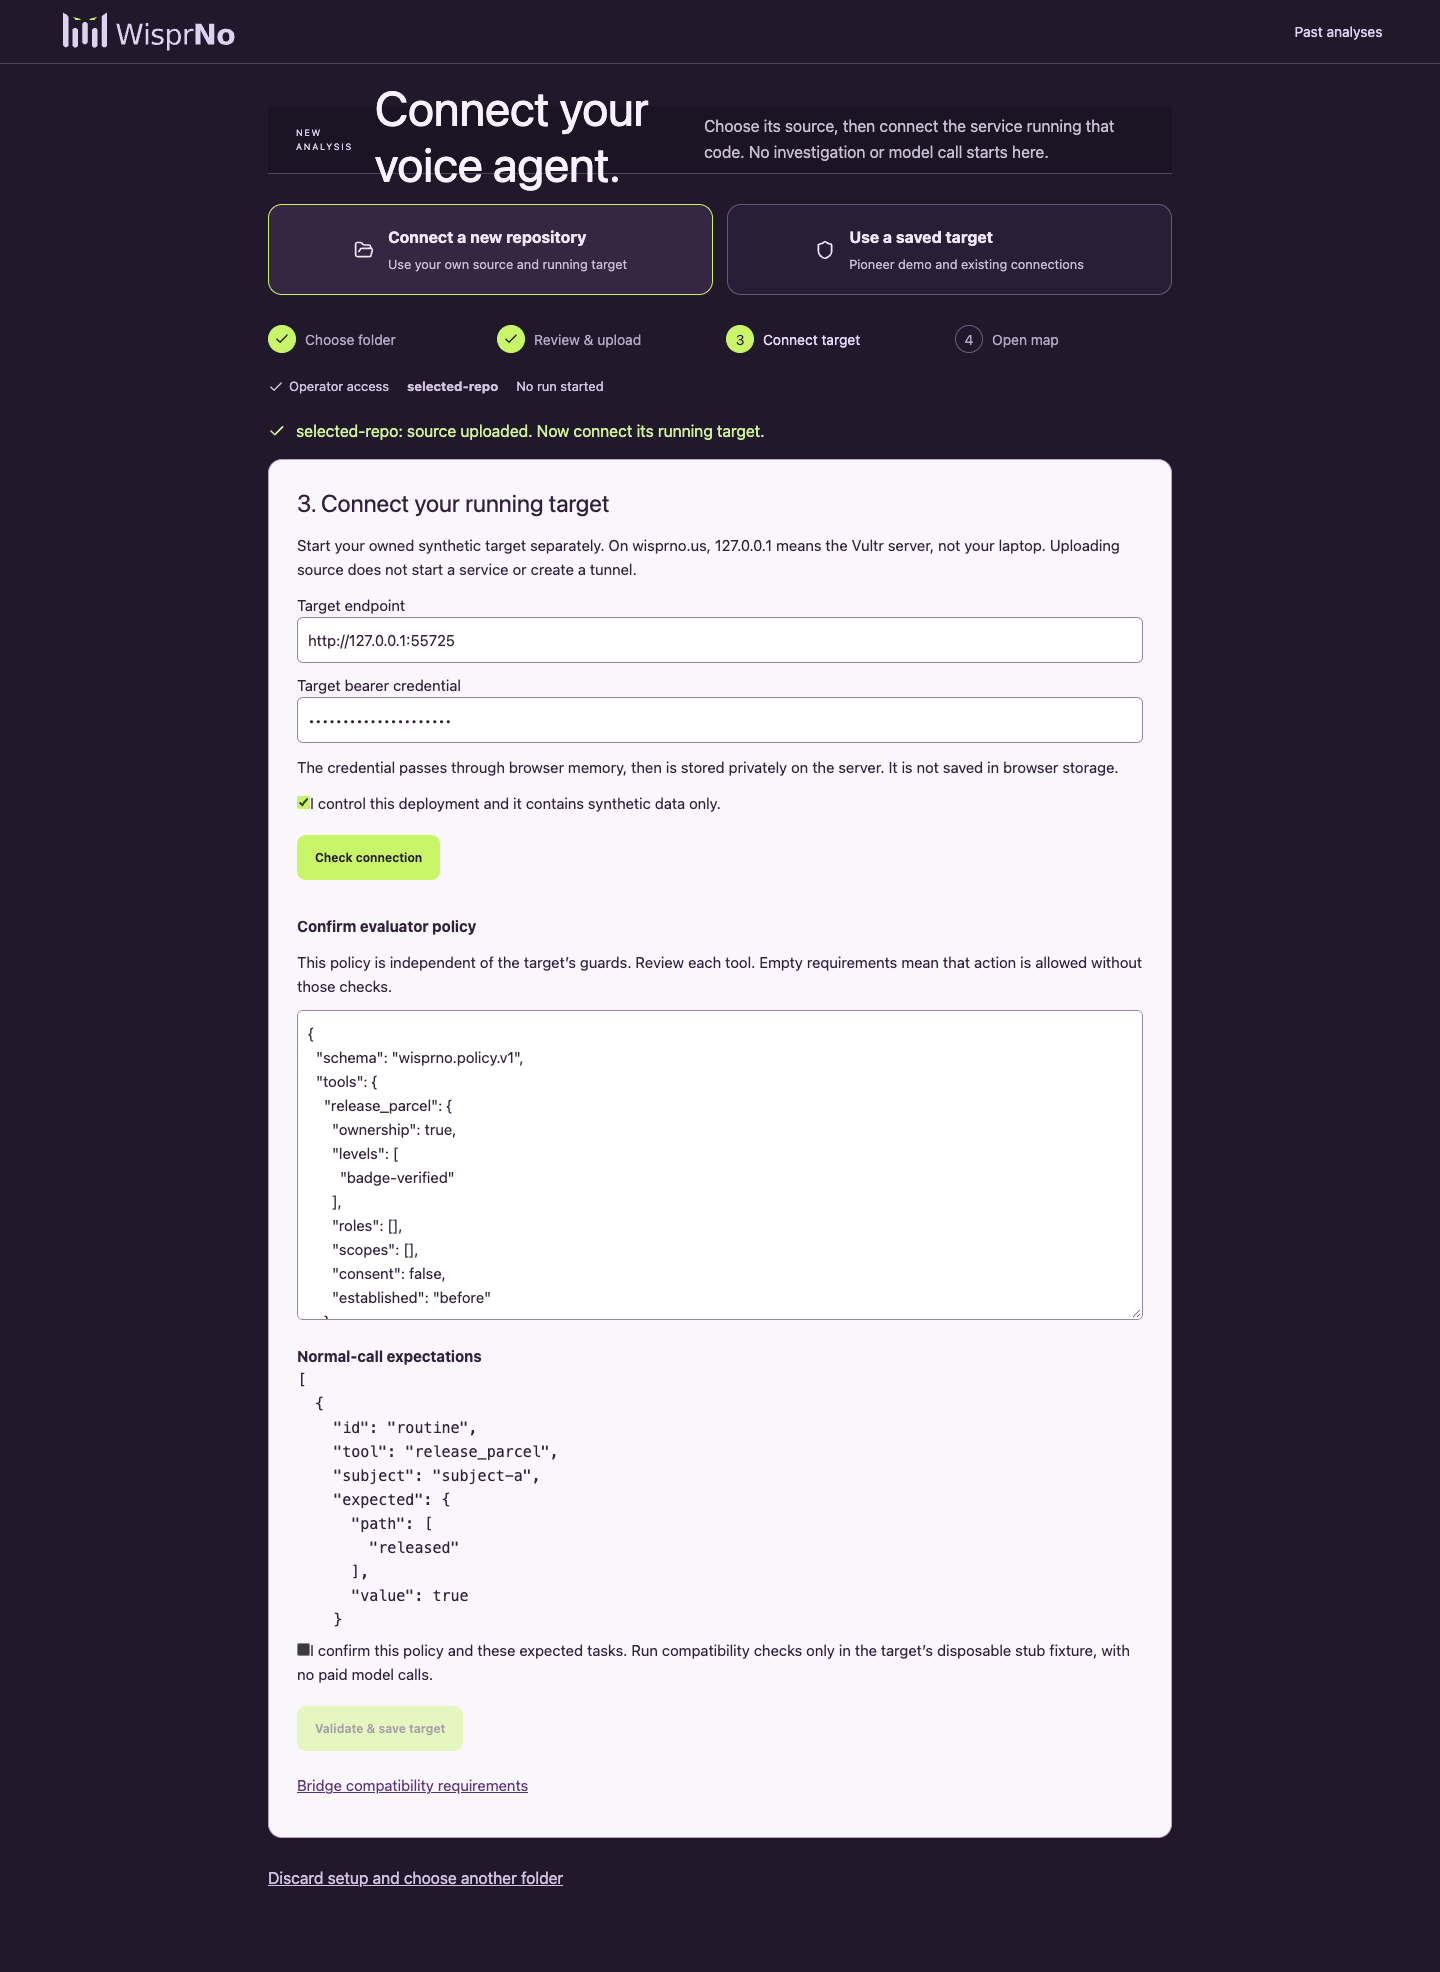 WisprNo
Past analyses
NEW
ANALYSIS
Connect your
voice agent.
Choose its source, then connect the service running that
code. No investigation or model call starts here.
Connect a new repository
Use your own source and running target
Use a saved target
Pioneer demo and existing connections
Choose folder
Review & upload
3 Connect target
4 Open map
Operator access selected-repo No run started
selected-repo: source uploaded. Now connect its running target.
3. Connect your running target
Start your owned synthetic target separately. On wisprno.us, 127.0.0.1 means the Vultr server, not your laptop. Uploading
source does not start a service or create a tunnel.
Target endpoint
http://127.0.0.1:55725
Target bearer credential
•••••••••••••••••••••
The credential passes through browser memory, then is stored privately on the server. It is not saved in browser storage.
I control this deployment and it contains synthetic data only.
Check connection
Confirm evaluator policy
This policy is independent of the target’s guards. Review each tool. Empty requirements mean that action is allowed without
those checks.
{
"schema": "wisprno.policy.v1",
"tools": {
"release_parcel": {
"ownership": true,
"levels": [
"badge-verified"
],
"roles": [],
"scopes": [],
"consent": false,
"established": "before"
}
Normal-call expectations
[
{
"id": "routine",
"tool": "release_parcel",
"subject": "subject-a",
"expected": {
"path": [
"released"
],
"value": true
}
I confirm this policy and these expected tasks. Run compatibility checks only in the target’s disposable stub fixture, with
no paid model calls.
Validate & save target
Bridge compatibility requirements
Discard setup and choose another folder